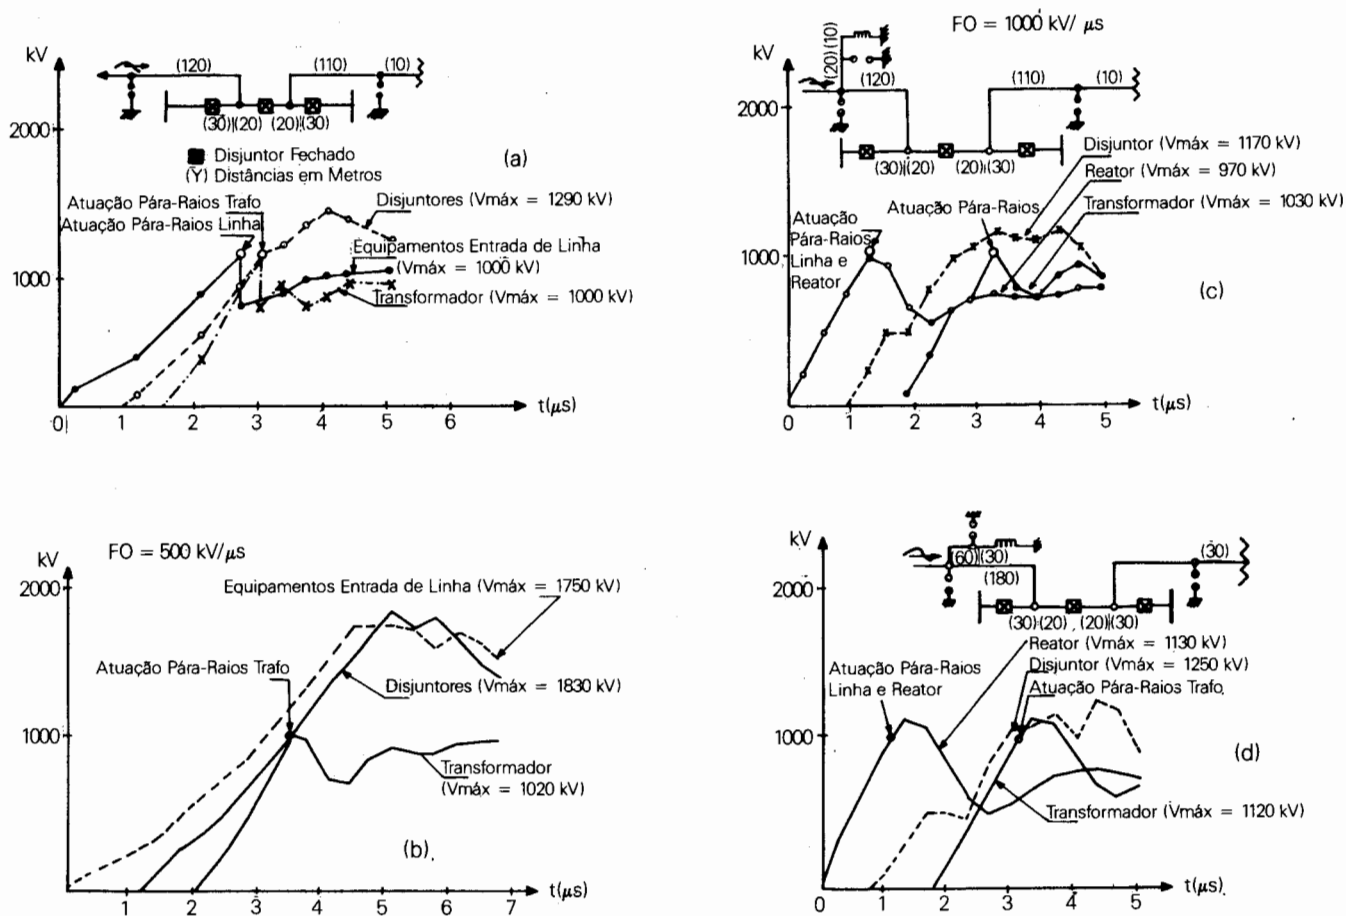 kV
(120)
(110)
(10)
2000
(30)(20)
(20)(30)
Disjuntor Fechado
(Y) Distâncias em Metros
(a)
Atuação Pára-Raios Trafo
Atuação Pára-Raios Linha
Disjuntores (Vmáx = 1290 kV)
Equipamentos Entrada de Linha
(Vmáx = 1000 kV)
1000
Transformador (Vmáx = 1000 kV)
0
1
2
3
4
5
6
t(μs)
FO = 1000 kV/ μs
kV
(20)(10)
(120)
(110)
(10)
2000
(30)(20)
(20)(30)
Disjuntor (Vmáx = 1170 kV)
Reator (Vmáx = 970 kV)
Transformador (Vmáx = 1030 kV)
Atuação Pára-Raios
Atuação
Pára-Raios
Linha e
Reator
1000
(c)
0
1
2
3
4
5
t(μs)
kV
FO = 500 kV/μs
2000
Equipamentos Entrada de Linha (Vmáx = 1750 kV)
Atuação Pára-Raios Trafo
Disjuntores (Vmáx = 1830 kV)
1000
Transformador
(Vmáx = 1020 kV)
(b)
1
2
3
4
5
6
7
t(μs)
kV
(60)(30)
(30)
(180)
2000
(30)(20)
(20)(30)
Reator (Vmáx = 1130 kV)
Disjuntor (Vmáx = 1250 kV)
Atuação Pára-Raios Trafo
Atuação Pára-Raios
Linha e Reator
1000
(d)
Transformador (Vmáx = 1120 kV)
0
1
2
3
4
5
t(μs)